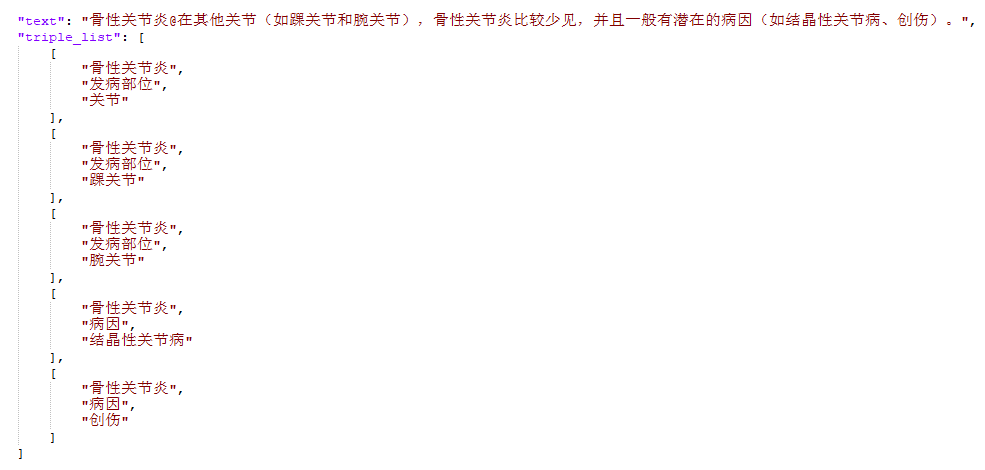 "text": "骨性关节炎@在其他关节（如踝关节和腕关节），骨性关节炎比较少见，并且一般有潜在的病因（如结晶性关节病、创伤）。",
"triple_list": [
[
"骨性关节炎",
"发病部位",
"关节"
],
[
"骨性关节炎",
"发病部位",
"踝关节"
],
[
"骨性关节炎",
"发病部位",
"腕关节"
],
[
"骨性关节炎",
"病因",
"结晶性关节病"
],
[
"骨性关节炎",
"病因",
"创伤"
]
]